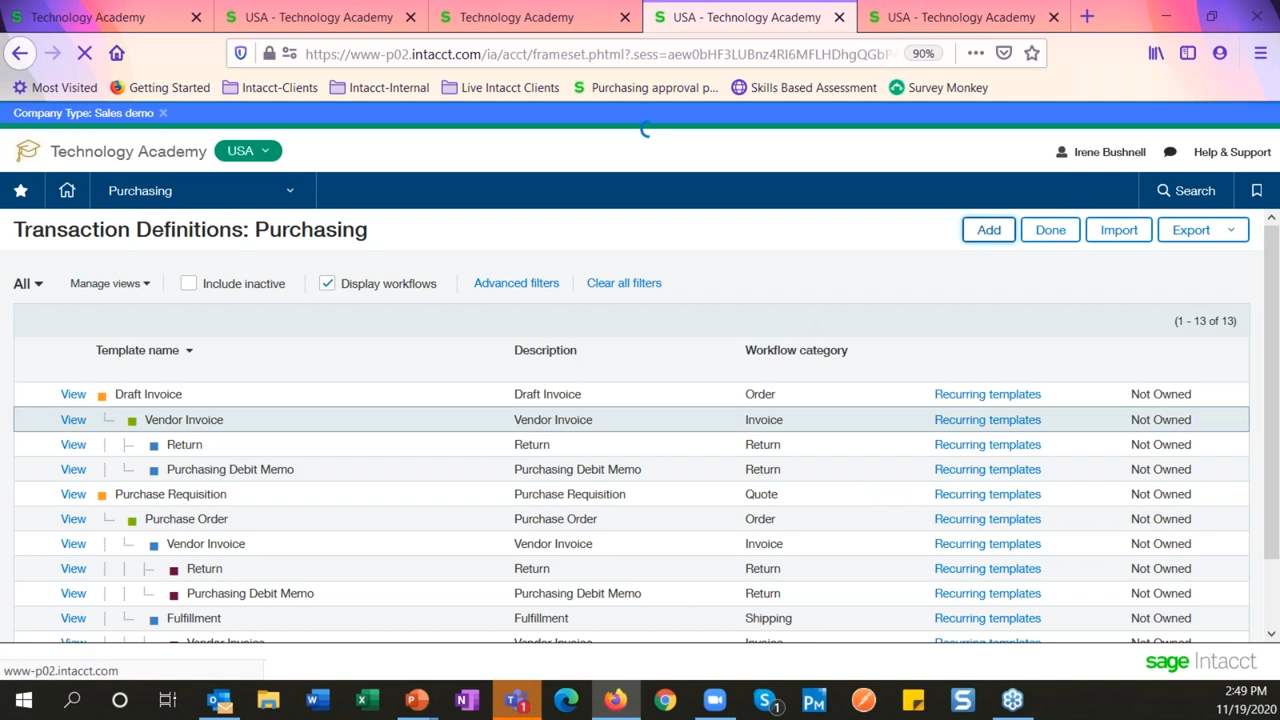 Technology Academy
USA - Technology Academy
Technology Academy
USA - Technology Academy
USA - Technology Academy
https://www-p02.intacct.com/ia/acct/frameset.phtml?.sess=aew0bHF3LUBnz4RI6MFLHDhgQGbP
90%
Most Visited
Getting Started
Intacct-Clients
Intacct-Internal
Live Intacct Clients
Purchasing approval p...
Skills Based Assessment
Survey Monkey
Company Type: Sales demo
Technology Academy
USA
Irene Bushnell
Help & Support
Purchasing
Search
Transaction Definitions: Purchasing
Add
Done
Import
Export
All
Manage views
Include inactive
Display workflows
Advanced filters
Clear all filters
(1 - 13 of 13)
Template name Description Workflow category
View Draft Invoice Draft Invoice Order Recurring templates Not Owned
View Vendor Invoice Vendor Invoice Invoice Recurring templates Not Owned
View Return Return Return Recurring templates Not Owned
View Purchasing Debit Memo Purchasing Debit Memo Return Recurring templates Not Owned
View Purchase Requisition Purchase Requisition Quote Recurring templates Not Owned
View Purchase Order Purchase Order Order Recurring templates Not Owned
View Vendor Invoice Vendor Invoice Invoice Recurring templates Not Owned
View Return Return Return Recurring templates Not Owned
View Purchasing Debit Memo Purchasing Debit Memo Return Recurring templates Not Owned
View Fulfillment Fulfillment Shipping Recurring templates Not Owned
View Vendor Invoice Vendor Invoice Invoice Recurring templates Not Owned
www-p02.intacct.com
sage Intacct
2:49 PM
11/19/2020